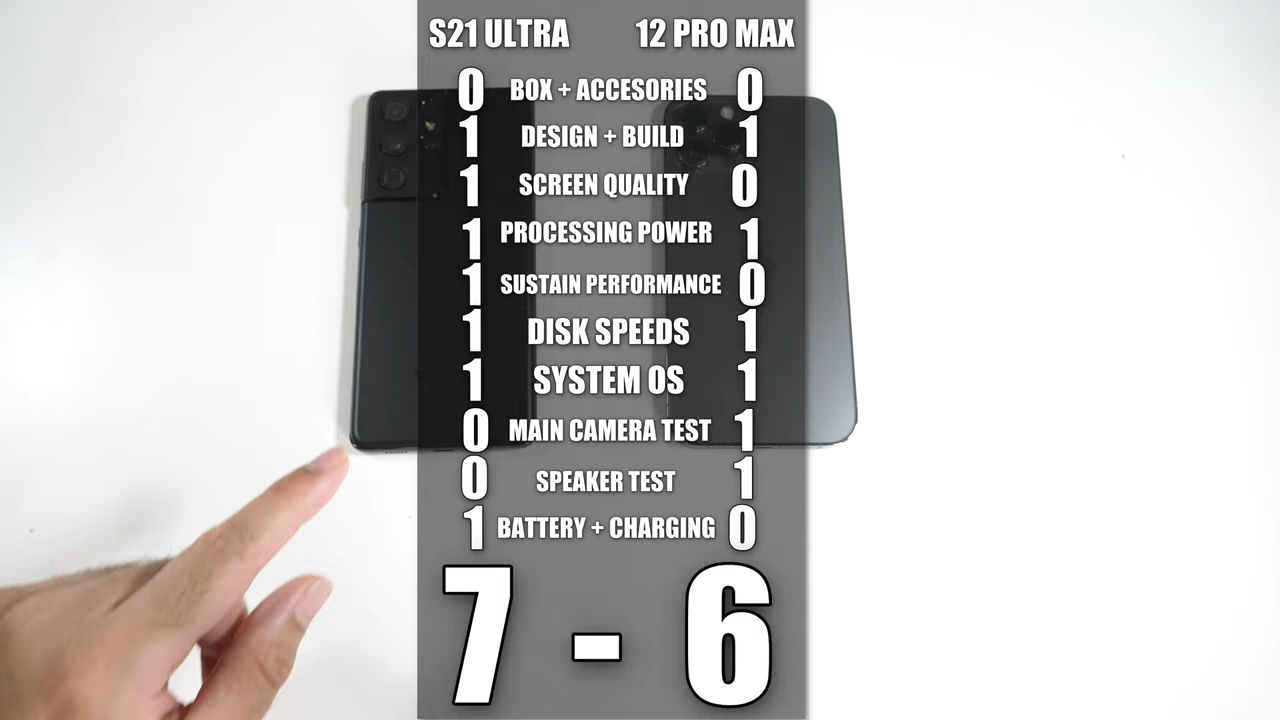 S21 ULTRA 12 PRO MAX
0 BOX + ACCESORIES 0
1 DESIGN + BUILD 1
1 SCREEN QUALITY 0
1 PROCESSING POWER 1
1 SUSTAIN PERFORMANCE 0
1 DISK SPEEDS 1
1 SYSTEM OS 1
0 MAIN CAMERA TEST 1
0 SPEAKER TEST 1
1 BATTERY + CHARGING 0
7 - 6